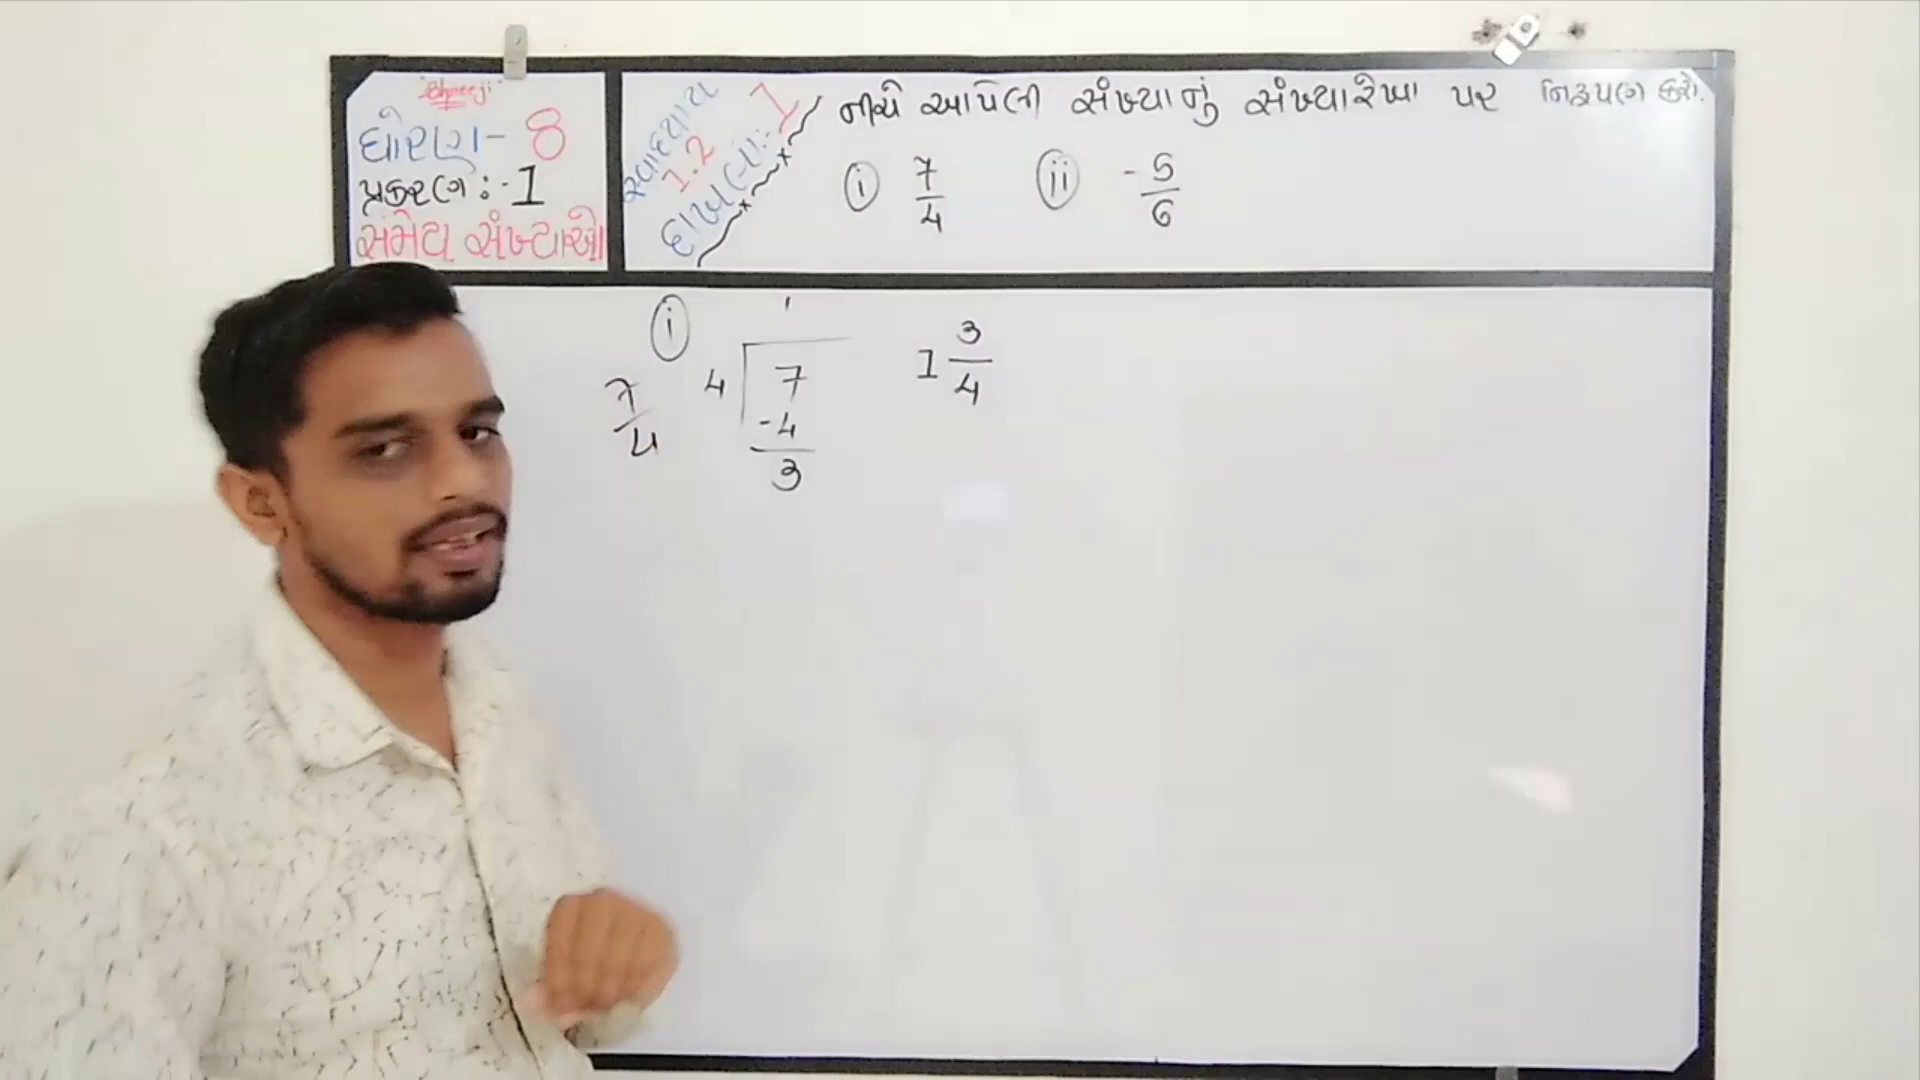 Shreeji
ધોરણ - 8
પ્રકરણ :- 1
સંમેય સંખ્યાઓ
સ્વાધ્યાય
1.2
દાખલા :- 1
નીચે આપેલી સંખ્યાનું સંખ્યારેખા પર નિરૂપણ કરો.
(i) 7/4 (ii) -5/6
(i)
1
7/4 4 7 1 3/4
-4
3